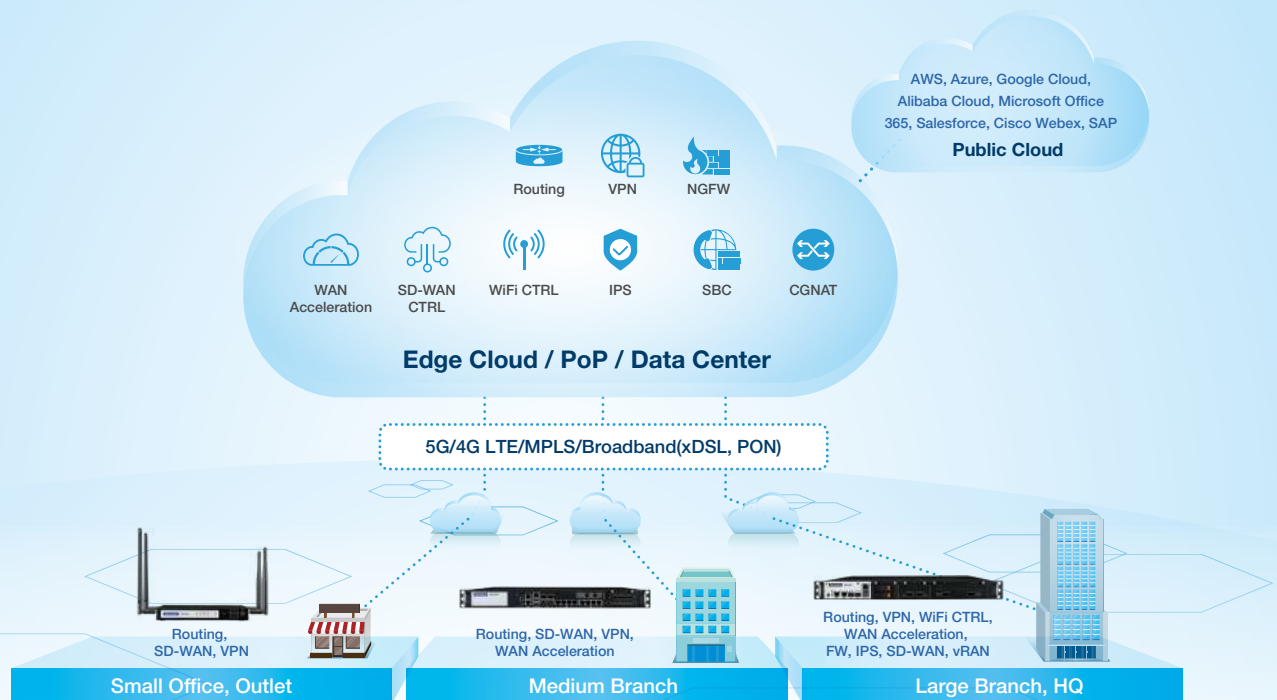 AWS, Azure, Google Cloud,
Alibaba Cloud, Microsoft Office
365, Salesforce, Cisco Webex, SAP
Public Cloud
Routing
VPN
NGFW
WAN
Acceleration
SD-WAN
CTRL
WiFi CTRL
IPS
SBC
CGNAT
Edge Cloud / PoP / Data Center
5G/4G LTE/MPLS/Broadband(xDSL, PON)
Routing,
SD-WAN, VPN
Routing, SD-WAN, VPN,
WAN Acceleration
Routing, VPN, WiFi CTRL,
WAN Acceleration,
FW, IPS, SD-WAN, vRAN
Small Office, Outlet
Medium Branch
Large Branch, HQ